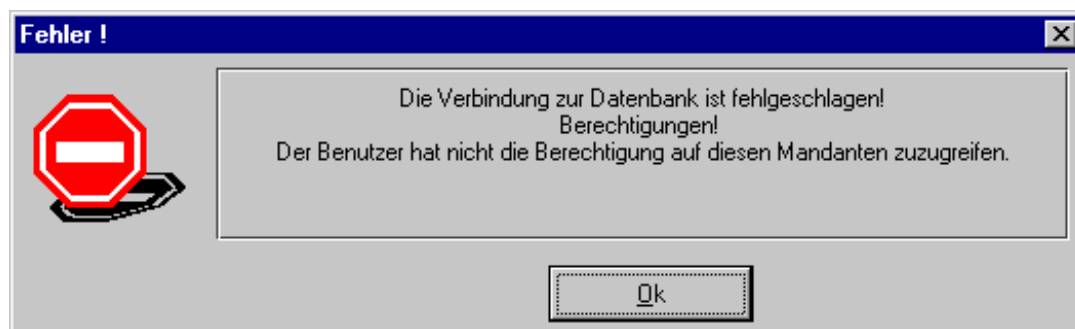 Fehler !
Die Verbindung zur Datenbank ist fehlgeschlagen!
Berechtigungen!
Der Benutzer hat nicht die Berechtigung auf diesen Mandanten zuzugreifen.
Ok